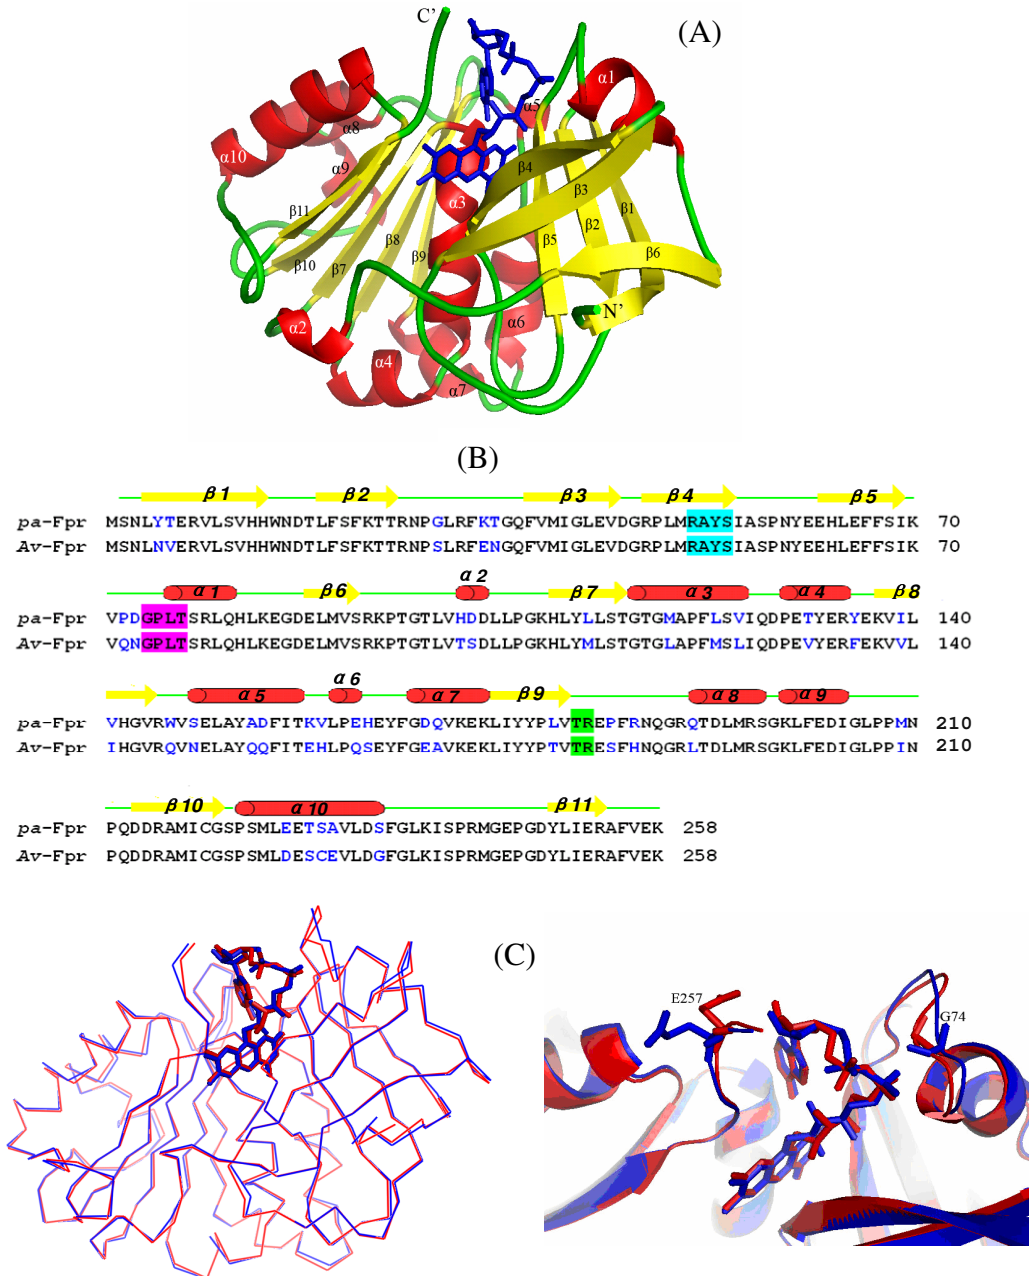 (A)
C’
α1
α5
α8
α10
α9
β4
α3
β3
β11
β1
β8
β2
β10
β7
β9
β5
β6
N’
α2
α6
α4
α7
(B)
β1 β2 β3 β4 β5
pa-Fpr MSNLYTERVLSVHHWNDTLFSFKTTRNPGLRFKTGQFVMIGLEVDGRPLMRAYSIASPNYEEHLEFFSIK 70
Av-Fpr MSNLNVERVLSVHHWNDTLFSFKTTRNPSLRFENGQFVMIGLEVDGRPLMRAYSIASPNYEEHLEFFSIK 70
α1 β6 α2 β7 α3 α4 β8
pa-Fpr VPDGPLTSRLQHLKEGDELMVSRKPTGTLVHDDLLPGKHLYLLSTGTGMAPFLSVIQDPETYERYEKVIL 140
Av-Fpr VQNGPLTSRLQHLKEGDELMVSRKPTGTLVTSDLLPGKHLYMLSTGTGLAPFMSLIQDPEVYERFEKVVL 140
α5 α6 α7 β9 α8 α9
pa-Fpr VHGVRWVSELAYADFITKVLPEHEYFGDQVKEKLIYYPLVTREPFRNQGRQTDLMRSGKLFEDIGLPPMN 210
Av-Fpr IHGVRQVNELAYQQFITEHLPQSEYFGEAVKEKLIYYPTVTRESFHNQGRLTDLMRSGKLFEDIGLPPIN 210
β10 α10 β11
pa-Fpr PQDDRAMICGSPSMLEETSAVLDSFGLKISPRMGEPGDYLIERAFVEK 258
Av-Fpr PQDDRAMICGSPSMLDESCEVLDGFGLKISPRMGEPGDYLIERAFVEK 258
(C)
E257
G74